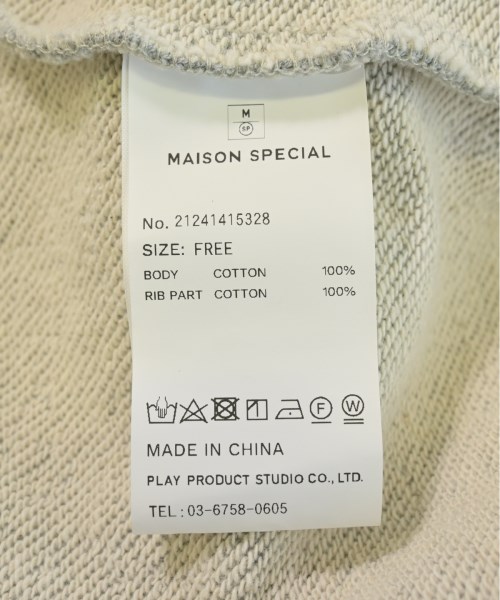 M
SP
MAISON SPECIAL
No. 21241415328
SIZE: FREE
BODY COTTON 100%
RIB PART COTTON 100%
F W
MADE IN CHINA
PLAY PRODUCT STUDIO CO., LTD.
TEL : 03-6758-0605